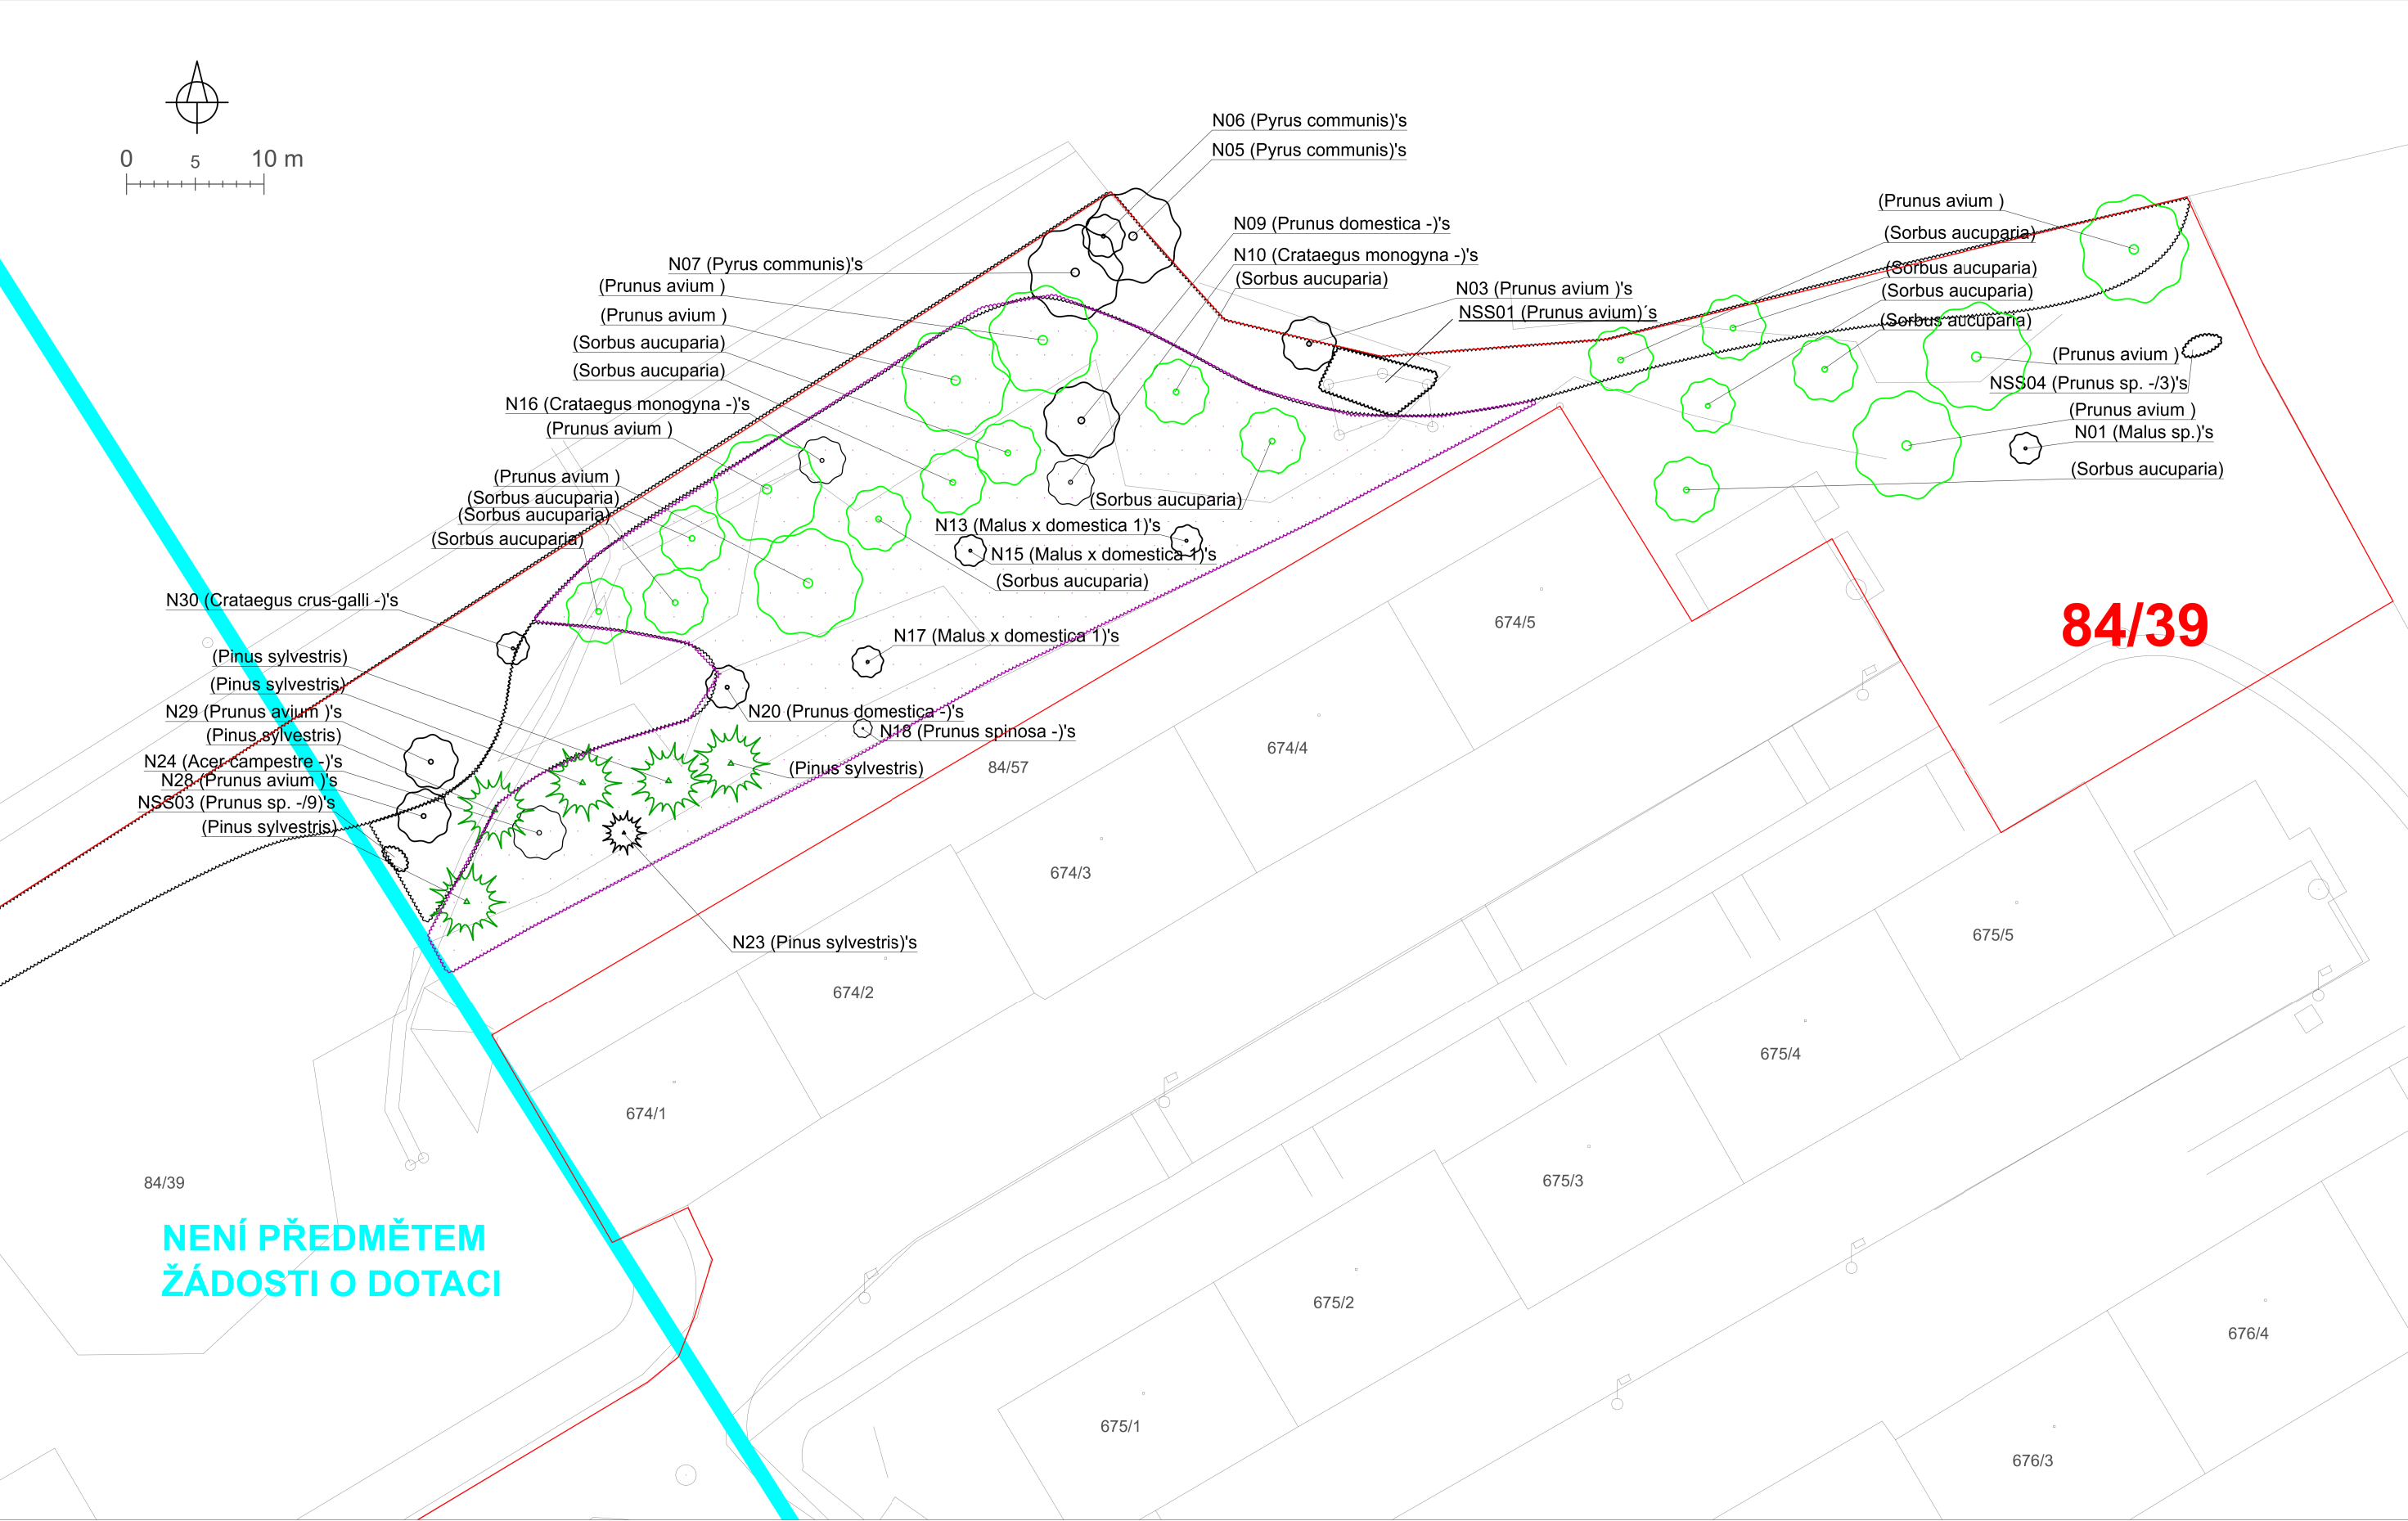 0 5 10 m
N06 (Pyrus communis)'s
N05 (Pyrus communis)'s
N09 (Prunus domestica -)'s
N10 (Crataegus monogyna -)'s
(Sorbus aucuparia)
N03 (Prunus avium )'s
NSS01 (Prunus avium)´s
(Prunus avium )
(Sorbus aucuparia)
(Sorbus aucuparia)
(Sorbus aucuparia)
(Sorbus aucuparia)
(Prunus avium )
NSS04 (Prunus sp. -/3)'s
(Prunus avium )
N01 (Malus sp.)'s
(Sorbus aucuparia)
N07 (Pyrus communis)'s
(Prunus avium )
(Prunus avium )
(Sorbus aucuparia)
(Sorbus aucuparia)
N16 (Crataegus monogyna -)'s
(Prunus avium )
(Prunus avium )
(Sorbus aucuparia)
(Sorbus aucuparia)
(Sorbus aucuparia)
(Sorbus aucuparia)
N13 (Malus x domestica 1)'s
N15 (Malus x domestica 1)'s
(Sorbus aucuparia)
N30 (Crataegus crus-galli -)'s
N17 (Malus x domestica 1)'s
(Pinus sylvestris)
(Pinus sylvestris)
N29 (Prunus avium )'s
(Pinus sylvestris)
N24 (Acer campestre -)'s
N28 (Prunus avium )'s
NSS03 (Prunus sp. -/9)'s
(Pinus sylvestris)
N20 (Prunus domestica -)'s
N18 (Prunus spinosa -)'s
(Pinus sylvestris)
N23 (Pinus sylvestris)'s
84/39
674/5
674/4
84/57
674/3
674/2
674/1
675/5
675/4
675/3
675/2
675/1
676/4
676/3
84/39
NENÍ PŘEDMĚTEM
ŽÁDOSTI O DOTACI